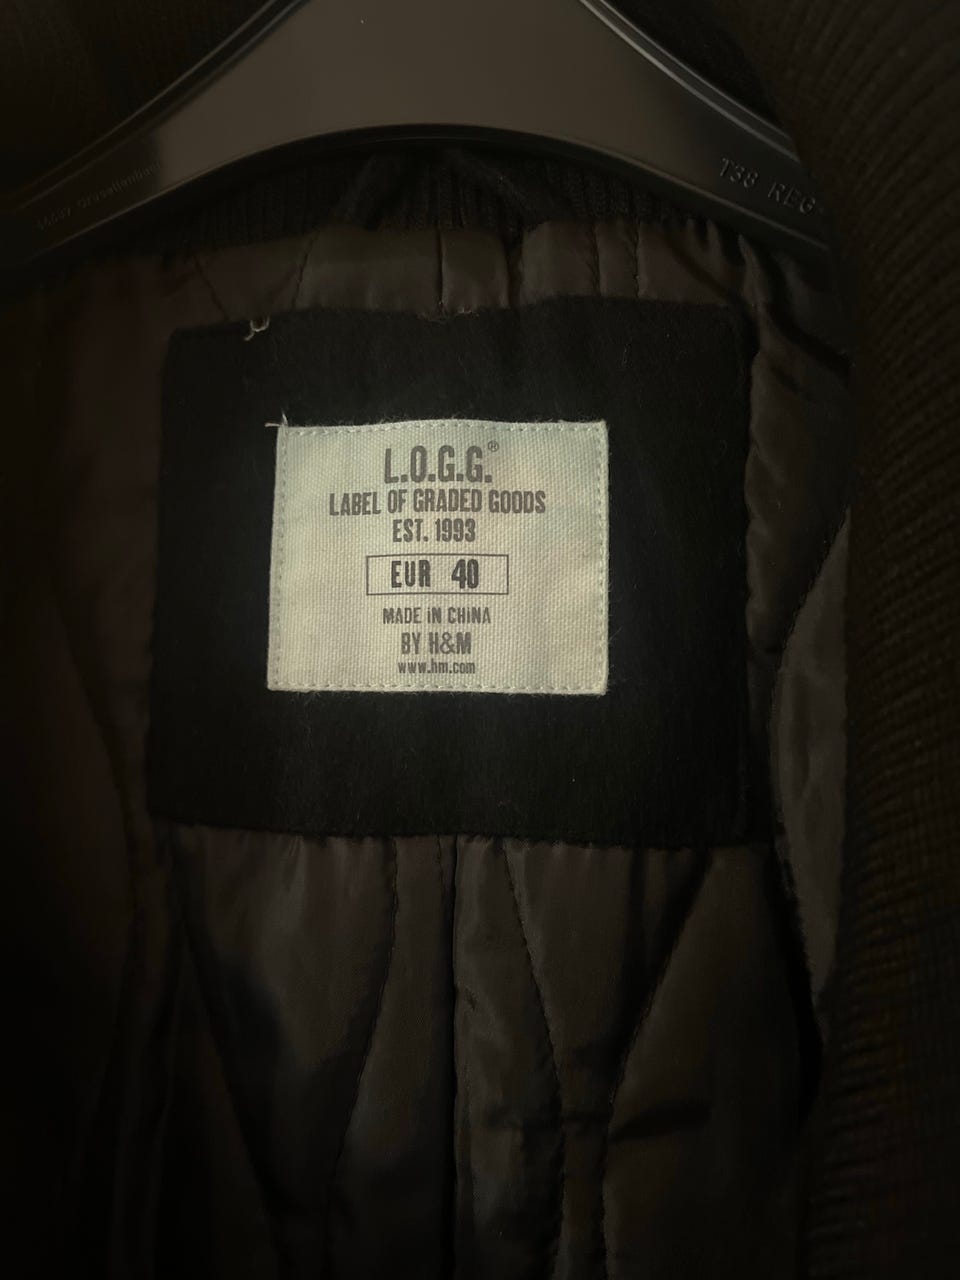 T38 REG
L.O.G.G.®
LABEL OF GRADED GOODS
EST. 1993
EUR 40
MADE iN CHiNA
BY H&M
www.hm.com